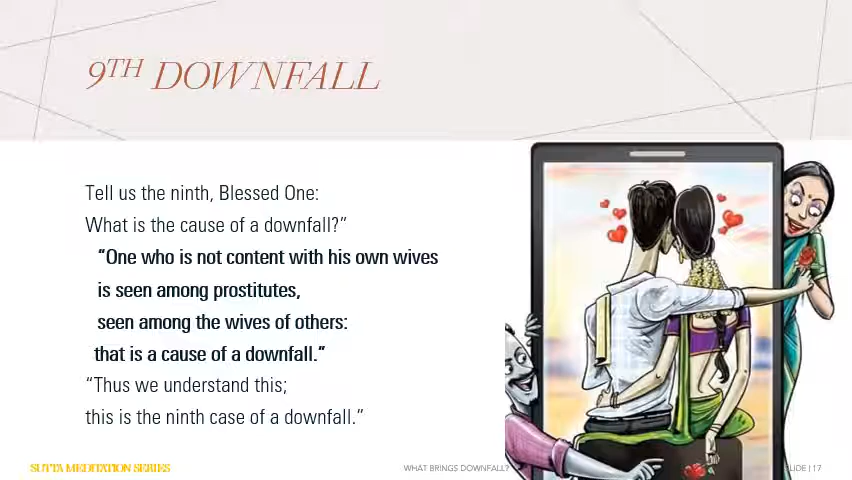 9TH DOWNFALL
Tell us the ninth, Blessed One:
What is the cause of a downfall?”
“One who is not content with his own wives
is seen among prostitutes,
seen among the wives of others:
that is a cause of a downfall.”
“Thus we understand this;
this is the ninth case of a downfall.”
SUTTA MEDITATION SERIES
WHAT BRINGS DOWNFALL?
SLIDE | 17